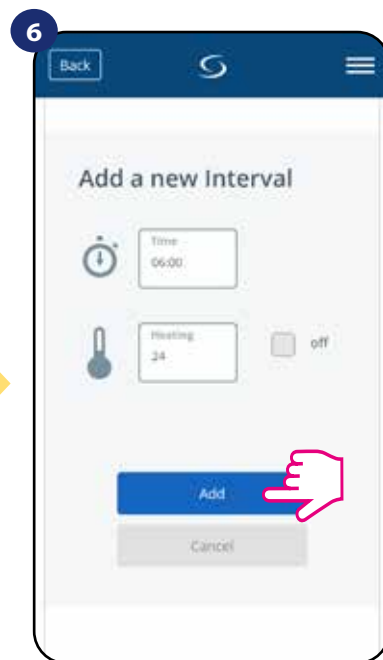 6
Back
Add a new Interval
Time
06:00
Heating
24
off
Add
Cancel